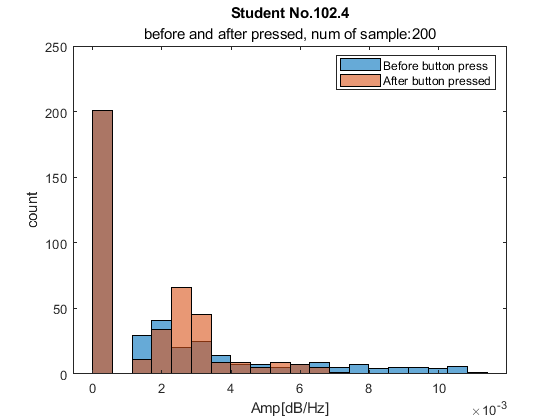 Student No.102.4
before and after pressed, num of sample:200
Before button press
After button pressed
250
200
150
100
50
0
count
0 2 4 6 8 10
Amp[dB/Hz]
× 10⁻³